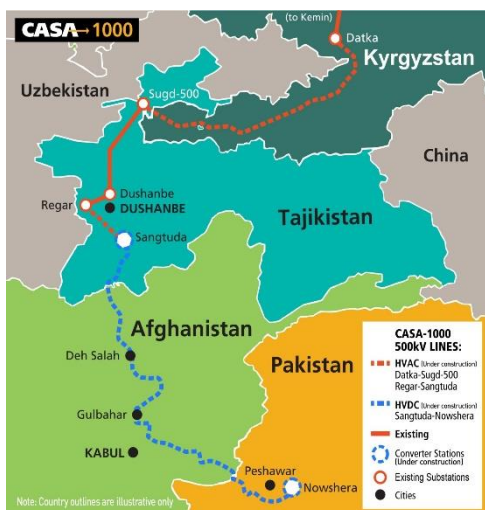 CASA 1000
(to Kemin)
Datka
Kyrgyzstan
Uzbekistan
Sugd-500
China
Dushanbe
Regar
DUSHANBE
Tajikistan
Sangtuda
Afghanistan
Deh Salah
Pakistan
Gulbahar
KABUL
Peshawar
Nowshera
CASA-1000
500kV LINES:
HVAC (Under construction)
Datka-Sugd-500
Regar-Sangtuda
HVDC (Under construction)
Sangtuda-Nowshera
Existing
Converter Stations
(Under construction)
Existing Substations
Cities
Note: Country outlines are illustrative only